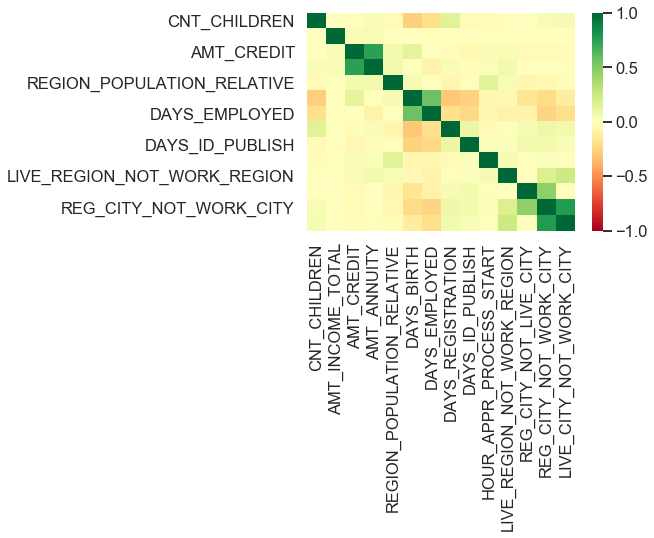 CNT_CHILDREN
AMT_CREDIT
REGION_POPULATION_RELATIVE
DAYS_EMPLOYED
DAYS_ID_PUBLISH
LIVE_REGION_NOT_WORK_REGION
REG_CITY_NOT_WORK_CITY
CNT_CHILDREN
AMT_INCOME_TOTAL
AMT_CREDIT
AMT_ANNUITY
REGION_POPULATION_RELATIVE
DAYS_BIRTH
DAYS_EMPLOYED
DAYS_REGISTRATION
DAYS_ID_PUBLISH
HOUR_APPR_PROCESS_START
LIVE_REGION_NOT_WORK_REGION
REG_CITY_NOT_LIVE_CITY
REG_CITY_NOT_WORK_CITY
LIVE_CITY_NOT_WORK_CITY
1.0
0.5
0.0
−0.5
−1.0